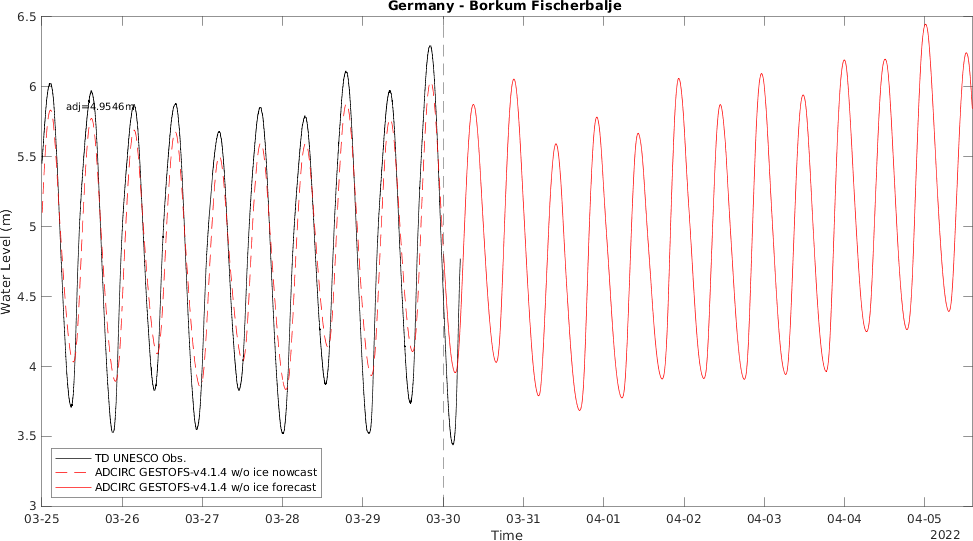 Germany - Borkum Fischerbalje
6.5
6
5.5
5
4.5
4
3.5
3
Water Level (m)
adj=4.9546m
TD UNESCO Obs.
ADCIRC GESTOFS-v4.1.4 w/o ice nowcast
ADCIRC GESTOFS-v4.1.4 w/o ice forecast
03-25 03-26 03-27 03-28 03-29 03-30 03-31 04-01 04-02 04-03 04-04 04-05
Time
2022